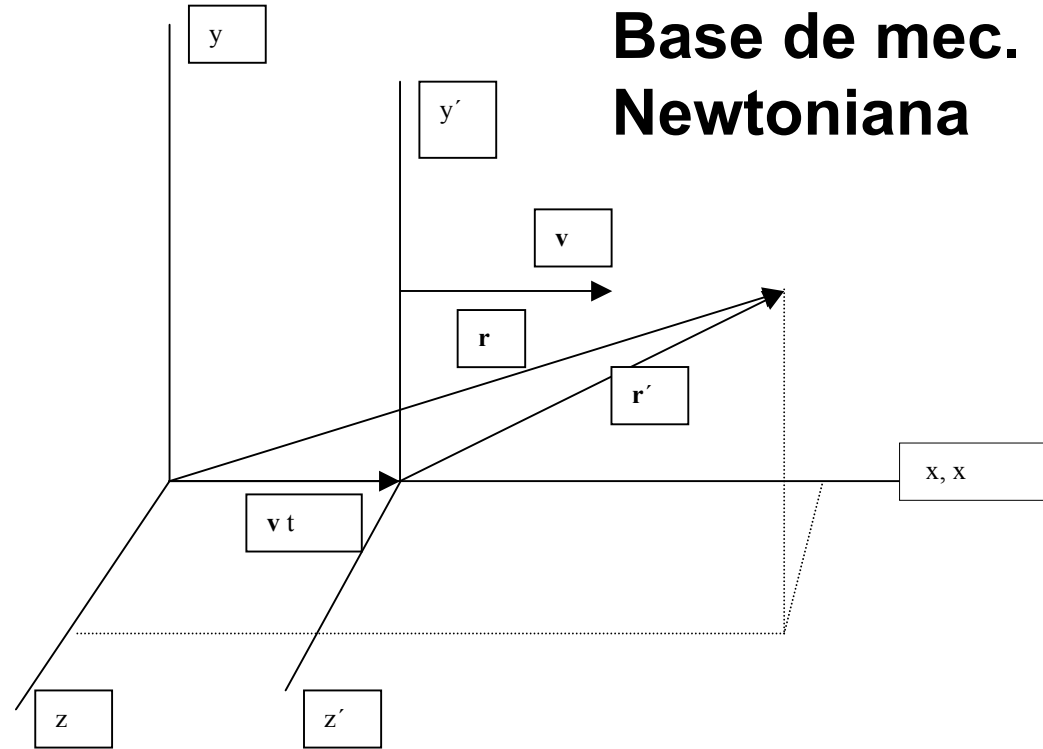 Base de mec.
Newtoniana
y
y´
v
r
r´
x, x
v t
z
z´